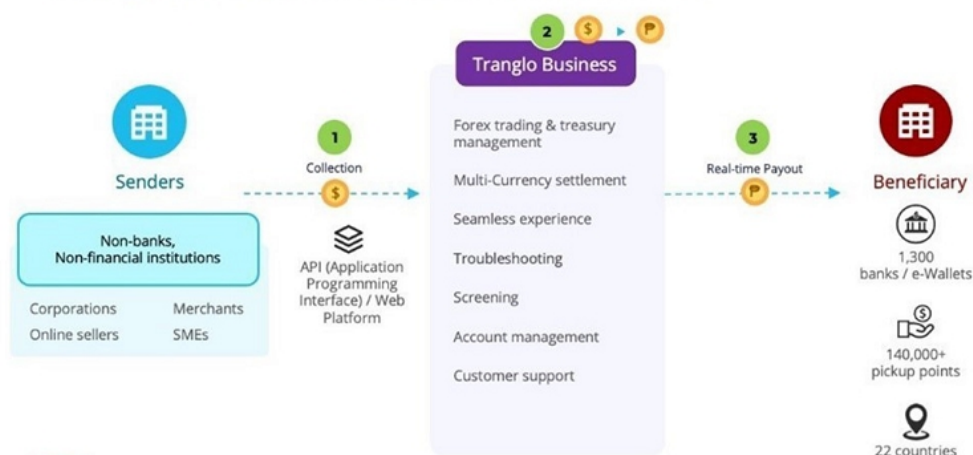 2
$
₱
Tranglo Business
Senders
Non-banks,
Non-financial institutions
Corporations
Merchants
Online sellers
SMEs
1
Collection
$
API (Application
Programming
Interface) / Web
Platform
Forex trading & treasury
management
Multi-Currency settlement
Seamless experience
Troubleshooting
Screening
Account management
Customer support
3
Real-time Payout
₱
Beneficiary
1,300
banks / e-Wallets
$
140,000+
pickup points
22 countries